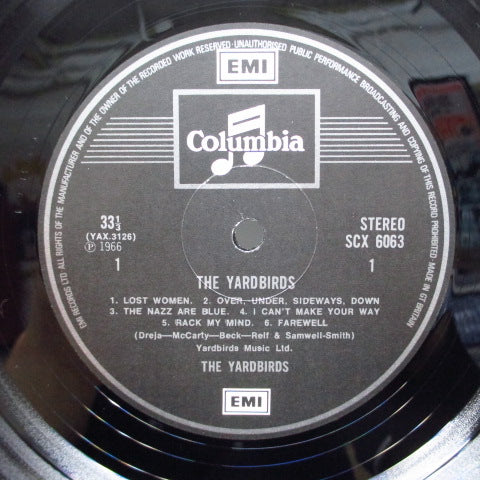 EMI RECORDS LTD ALL RIGHTS OF THE MANUFACTURER AND OF THE OWNER OF THE RECORDED WORK RESERVED · UNAUTHORISED PUBLIC PERFORMANCE BROADCASTING AND COPYING OF THIS RECORD PROHIBITED · MADE IN GT BRITAIN
EMI
Columbia
33⅓
(YAX.3126)
Ⓟ 1966
1
STEREO
SCX 6063
1
THE YARDBIRDS
1. LOST WOMEN. 2. OVER, UNDER, SIDEWAYS, DOWN
3. THE NAZZ ARE BLUE. 4. I CAN'T MAKE YOUR WAY
5. RACK MY MIND. 6. FAREWELL
(Dreja—McCarty—Beck—Relf & Samwell-Smith)
Yardbirds Music Ltd.
THE YARDBIRDS
EMI